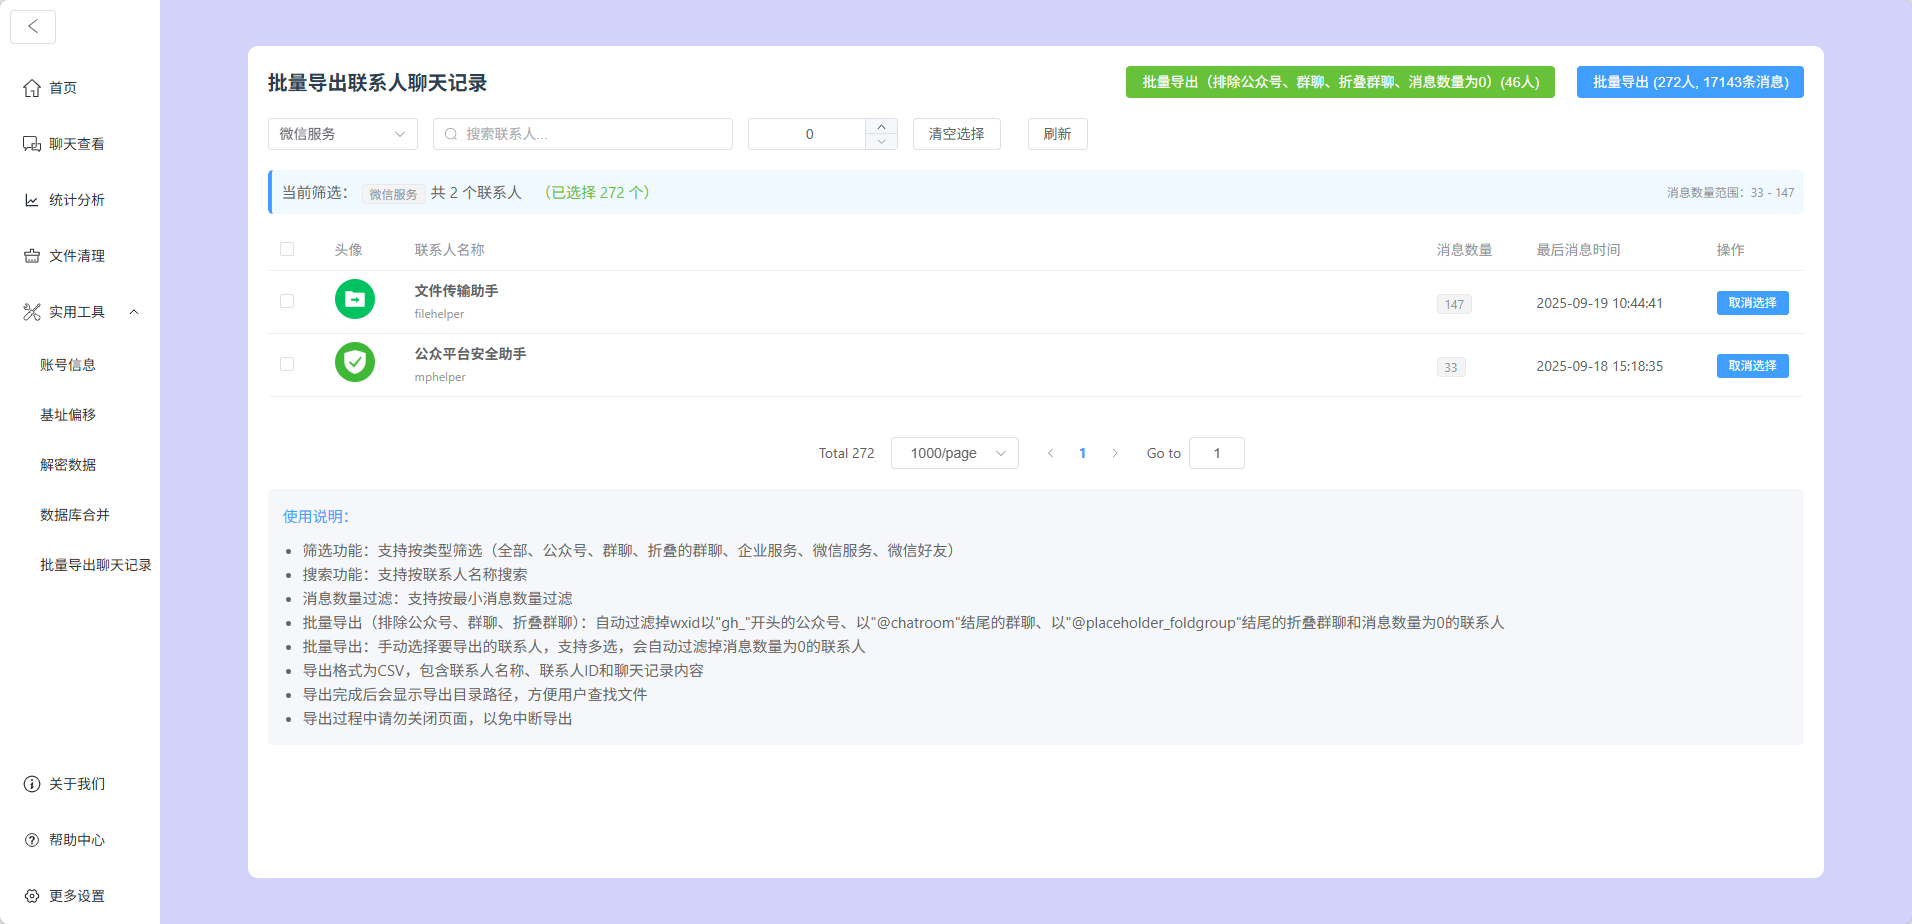 首页
聊天查看
统计分析
文件清理
实用工具
账号信息
基址偏移
解密数据
数据库合并
批量导出聊天记录
关于我们
帮助中心
更多设置
批量导出联系人聊天记录
批量导出（排除公众号、群聊、折叠群聊、消息数量为0）(46人)
批量导出 (272人, 17143条消息)
微信服务
搜索联系人...
0
清空选择
刷新
当前筛选： 微信服务 共 2 个联系人 （已选择 272 个）
消息数量范围：33 - 147
头像 联系人名称 消息数量 最后消息时间 操作
文件传输助手
filehelper
147 2025-09-19 10:44:41 取消选择
公众平台安全助手
mphelper
33 2025-09-18 15:18:35 取消选择
Total 272 1000/page 1 Go to 1
使用说明：
筛选功能：支持按类型筛选（全部、公众号、群聊、折叠的群聊、企业服务、微信服务、微信好友）
搜索功能：支持按联系人名称搜索
消息数量过滤：支持按最小消息数量过滤
批量导出（排除公众号、群聊、折叠群聊）：自动过滤掉wxid以"gh_"开头的公众号、以"@chatroom"结尾的群聊、以"@placeholder_foldgroup"结尾的折叠群聊和消息数量为0的联系人
批量导出：手动选择要导出的联系人，支持多选，会自动过滤掉消息数量为0的联系人
导出格式为CSV，包含联系人名称、联系人ID和聊天记录内容
导出完成后会显示导出目录路径，方便用户查找文件
导出过程中请勿关闭页面，以免中断导出